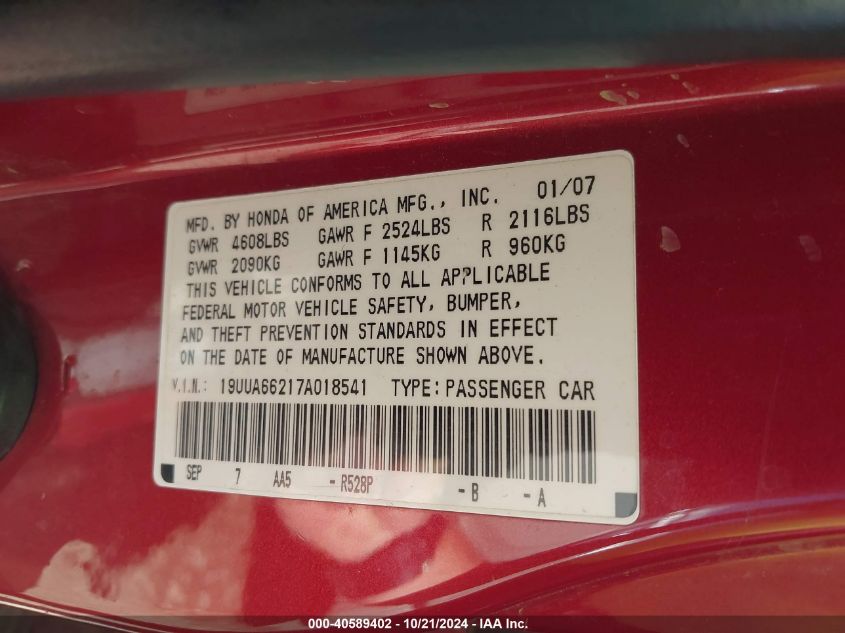 MFD. BY HONDA OF AMERICA MFG., INC. 01/07
GVWR 4608LBS GAWR F 2524LBS R 2116LBS
GVWR 2090KG GAWR F 1145KG R 960KG
THIS VEHICLE CONFORMS TO ALL APPLICABLE
FEDERAL MOTOR VEHICLE SAFETY, BUMPER,
AND THEFT PREVENTION STANDARDS IN EFFECT
ON THE DATE OF MANUFACTURE SHOWN ABOVE.
V.I.N.: 19UUA66217A018541 TYPE: PASSENGER CAR
SEP 7 AA5 - R528P - B - A
000-40589402 - 10/21/2024 - IAA Inc.